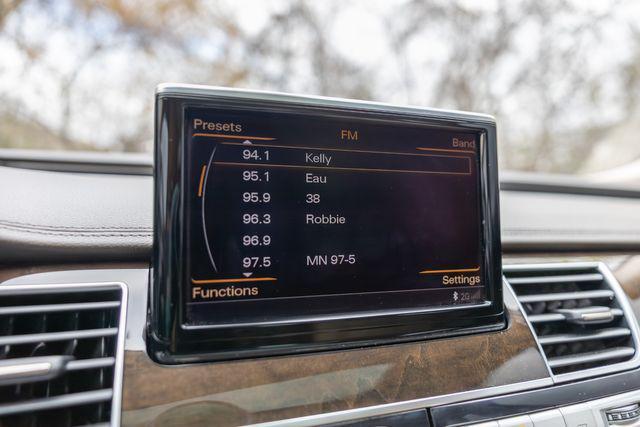 Presets
FM
Band
94.1 Kelly
95.1 Eau
95.9 38
96.3 Robbie
96.9
97.5 MN 97-5
Functions
Settings
2G